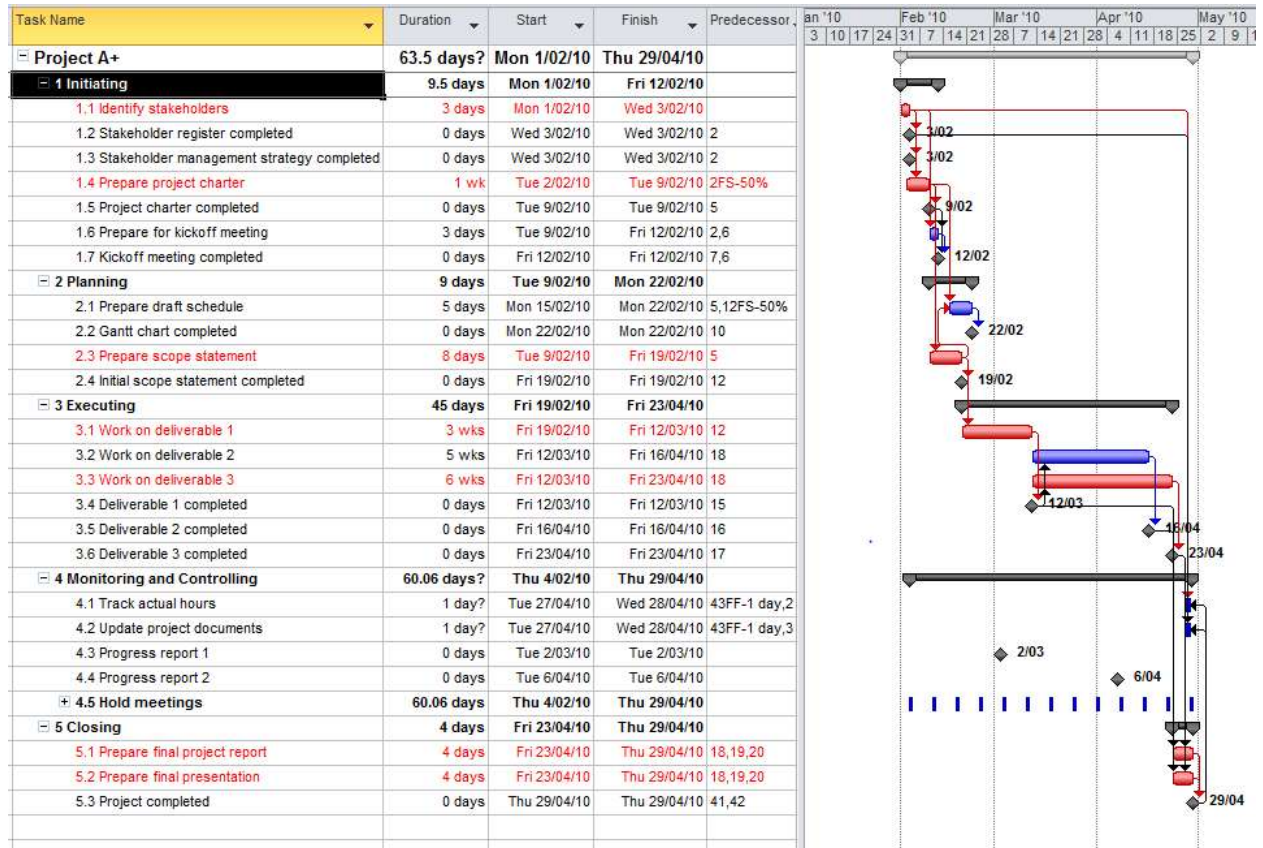 Task Name Duration Start Finish Predecessor an '10 Feb '10 Mar '10 Apr '10 May '10
3 10 17 24 31 7 14 21 28 7 14 21 28 4 11 18 25 2 9
Project A+ 63.5 days? Mon 1/02/10 Thu 29/04/10
1 Initiating 9.5 days Mon 1/02/10 Fri 12/02/10
1.1 Identify stakeholders 3 days Mon 1/02/10 Wed 3/02/10
1.2 Stakeholder register completed 0 days Wed 3/02/10 Wed 3/02/10 2 3/02
1.3 Stakeholder management strategy completed 0 days Wed 3/02/10 Wed 3/02/10 2 3/02
1.4 Prepare project charter 1 wk Tue 2/02/10 Tue 9/02/10 2FS-50%
1.5 Project charter completed 0 days Tue 9/02/10 Tue 9/02/10 5 9/02
1.6 Prepare for kickoff meeting 3 days Tue 9/02/10 Fri 12/02/10 2,6
1.7 Kickoff meeting completed 0 days Fri 12/02/10 Fri 12/02/10 7,6 12/02
2 Planning 9 days Tue 9/02/10 Mon 22/02/10
2.1 Prepare draft schedule 5 days Mon 15/02/10 Mon 22/02/10 5,12FS-50%
2.2 Gantt chart completed 0 days Mon 22/02/10 Mon 22/02/10 10 22/02
2.3 Prepare scope statement 8 days Tue 9/02/10 Fri 19/02/10 5
2.4 Initial scope statement completed 0 days Fri 19/02/10 Fri 19/02/10 12 19/02
3 Executing 45 days Fri 19/02/10 Fri 23/04/10
3.1 Work on deliverable 1 3 wks Fri 19/02/10 Fri 12/03/10 12
3.2 Work on deliverable 2 5 wks Fri 12/03/10 Fri 16/04/10 18
3.3 Work on deliverable 3 6 wks Fri 12/03/10 Fri 23/04/10 18
3.4 Deliverable 1 completed 0 days Fri 12/03/10 Fri 12/03/10 15 12/03
3.5 Deliverable 2 completed 0 days Fri 16/04/10 Fri 16/04/10 16 16/04
3.6 Deliverable 3 completed 0 days Fri 23/04/10 Fri 23/04/10 17 23/04
4 Monitoring and Controlling 60.06 days? Thu 4/02/10 Thu 29/04/10
4.1 Track actual hours 1 day? Tue 27/04/10 Wed 28/04/10 43FF-1 day,2
4.2 Update project documents 1 day? Tue 27/04/10 Wed 28/04/10 43FF-1 day,3
4.3 Progress report 1 0 days Tue 2/03/10 Tue 2/03/10 2/03
4.4 Progress report 2 0 days Tue 6/04/10 Tue 6/04/10 6/04
4.5 Hold meetings 60.06 days Thu 4/02/10 Thu 29/04/10
5 Closing 4 days Fri 23/04/10 Thu 29/04/10
5.1 Prepare final project report 4 days Fri 23/04/10 Thu 29/04/10 18,19,20
5.2 Prepare final presentation 4 days Fri 23/04/10 Thu 29/04/10 18,19,20
5.3 Project completed 0 days Thu 29/04/10 Thu 29/04/10 41,42 29/04